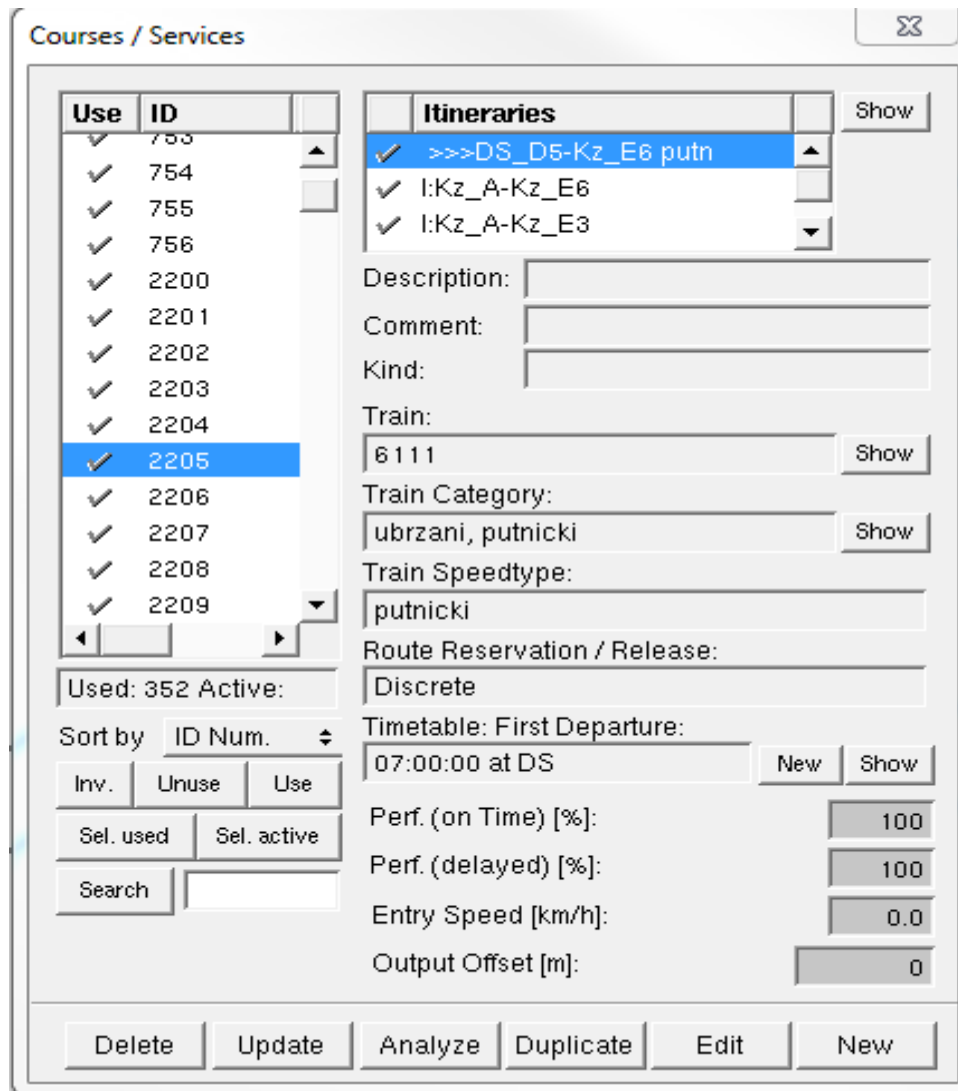 Courses / Services
Use ID
753
754
755
756
2200
2201
2202
2203
2204
2205
2206
2207
2208
2209
Used: 352 Active:
Sort by ID Num.
Inv. Unuse Use
Sel. used Sel. active
Search
Itineraries Show
>>>DS_D5-Kz_E6 putn
I:Kz_A-Kz_E6
I:Kz_A-Kz_E3
Description:
Comment:
Kind:
Train:
6111 Show
Train Category:
ubrzani, putnicki Show
Train Speedtype:
putnicki
Route Reservation / Release:
Discrete
Timetable: First Departure:
07:00:00 at DS New Show
Perf. (on Time) [%]: 100
Perf. (delayed) [%]: 100
Entry Speed [km/h]: 0.0
Output Offset [m]: 0
Delete Update Analyze Duplicate Edit New